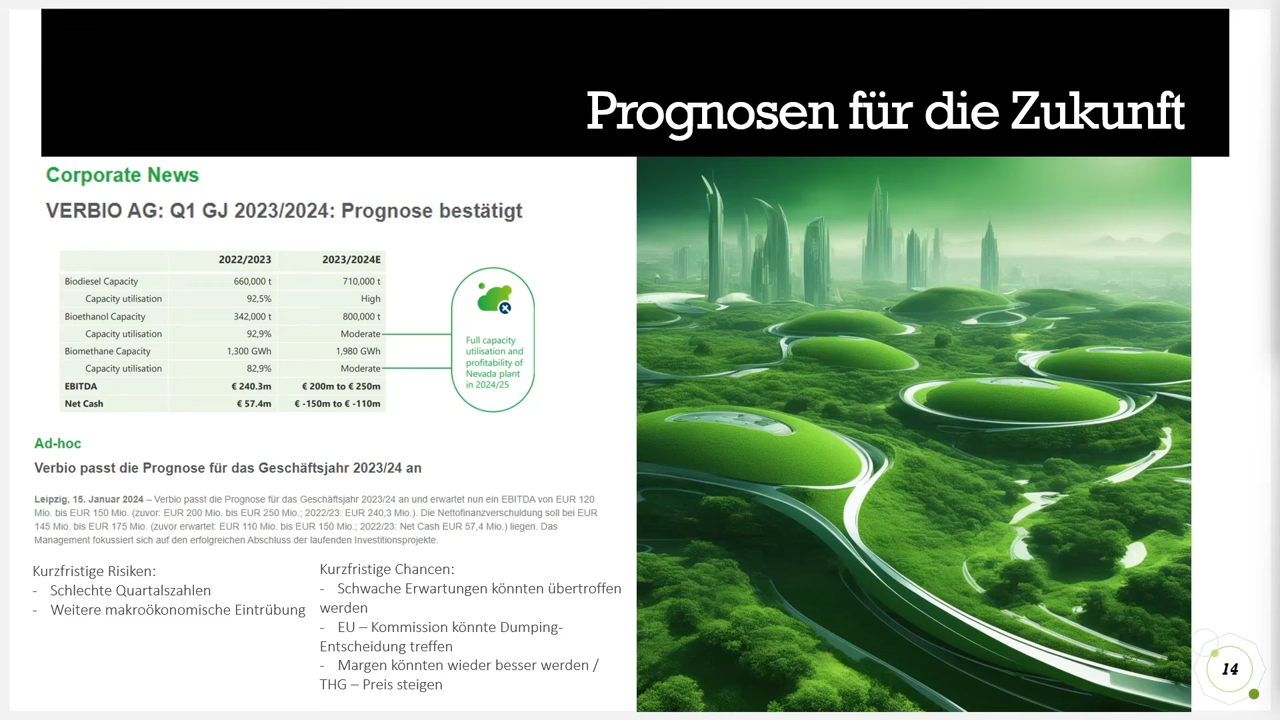 Prognosen für die Zukunft
Corporate News
VERBIO AG: Q1 GJ 2023/2024: Prognose bestätigt
2022/2023 2023/2024E
Biodiesel Capacity 660,000 t 710,000 t
Capacity utilisation 92,5% High
Bioethanol Capacity 342,000 t 800,000 t
Capacity utilisation 92,9% Moderate
Biomethane Capacity 1,300 GWh 1,980 GWh
Capacity utilisation 82,9% Moderate
EBITDA € 240.3m € 200m to € 250m
Net Cash € 57.4m € -150m to € -110m
Full capacity
utilisation and
profitability of
Nevada plant
in 2024/25
Ad-hoc
Verbio passt die Prognose für das Geschäftsjahr 2023/24 an
Leipzig, 15. Januar 2024 – Verbio passt die Prognose für das Geschäftsjahr 2023/24 an und erwartet nun ein EBITDA von EUR 120
Mio. bis EUR 150 Mio. (zuvor: EUR 200 Mio. bis EUR 250 Mio.; 2022/23: EUR 240,3 Mio.). Die Nettofinanzverschuldung soll bei EUR
145 Mio. bis EUR 175 Mio. (zuvor erwartet: EUR 110 Mio. bis EUR 150 Mio.; 2022/23: Net Cash EUR 57,4 Mio.) liegen. Das
Management fokussiert sich auf den erfolgreichen Abschluss der laufenden Investitionsprojekte.
Kurzfristige Risiken:
- Schlechte Quartalszahlen
- Weitere makroökonomische Eintrübung
Kurzfristige Chancen:
- Schwache Erwartungen könnten übertroffen
werden
- EU – Kommission könnte Dumping-
Entscheidung treffen
- Margen könnten wieder besser werden /
THG – Preis steigen
14